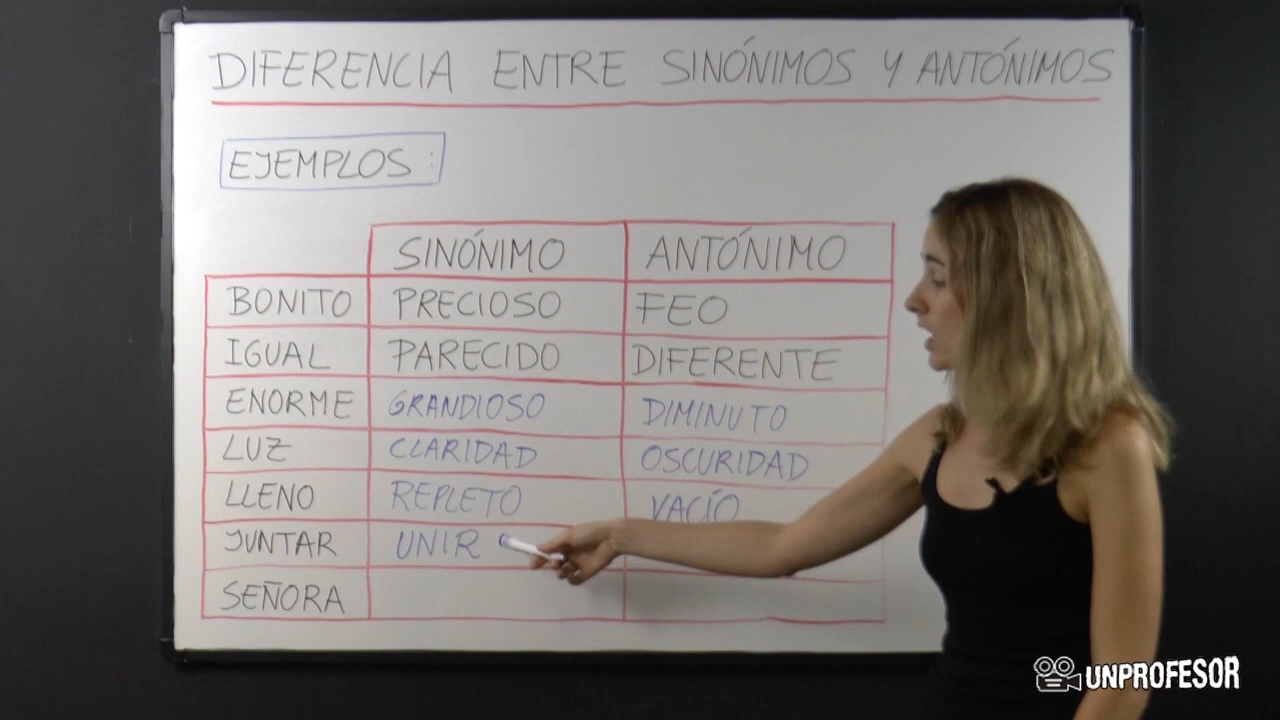 DIFERENCIA ENTRE SINÓNIMOS Y ANTÓNIMOS
EJEMPLOS :
SINÓNIMO ANTÓNIMO
BONITO PRECIOSO FEO
IGUAL PARECIDO DIFERENTE
ENORME GRANDIOSO DIMINUTO
LUZ CLARIDAD OSCURIDAD
LLENO REPLETO VACÍO
JUNTAR UNIR
SEÑORA
UNPROFESOR